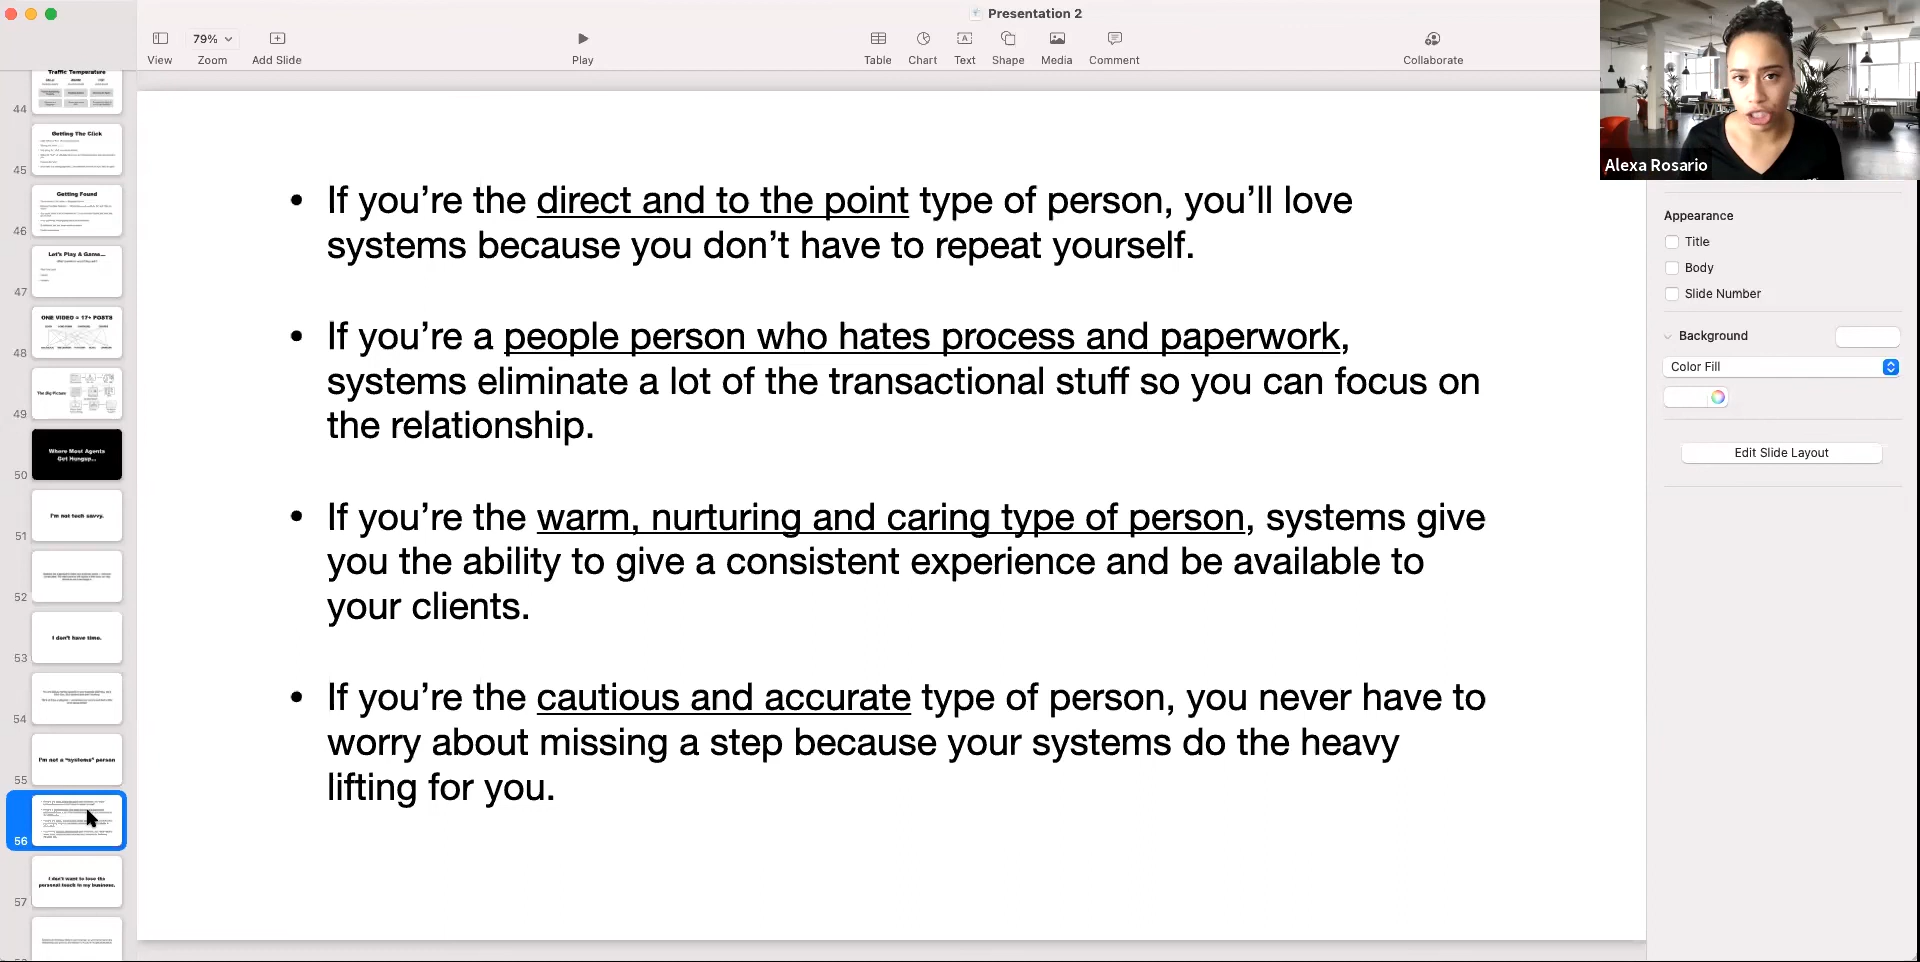 Presentation 2
View
79%
Zoom
Add Slide
Play
Table
Chart
Text
Shape
Media
Comment
Collaborate
Alexa Rosario
Traffic Temperature
44
Getting The Click
45
Getting Found
46
Let's Play A Game...
47
ONE VIDEO = 17+ POSTS
48
The Big Picture
49
Where Most Agents
Get Hungup...
50
I'm not tech savvy.
51
52
I don't have time.
53
54
I'm not a "systems" person
55
56
I don't want to lose the
personal touch in my business.
57
• If you’re the direct and to the point type of person, you’ll love
systems because you don’t have to repeat yourself.
• If you’re a people person who hates process and paperwork,
systems eliminate a lot of the transactional stuff so you can focus on
the relationship.
• If you’re the warm, nurturing and caring type of person, systems give
you the ability to give a consistent experience and be available to
your clients.
• If you’re the cautious and accurate type of person, you never have to
worry about missing a step because your systems do the heavy
lifting for you.
Appearance
Title
Body
Slide Number
Background
Color Fill
Edit Slide Layout